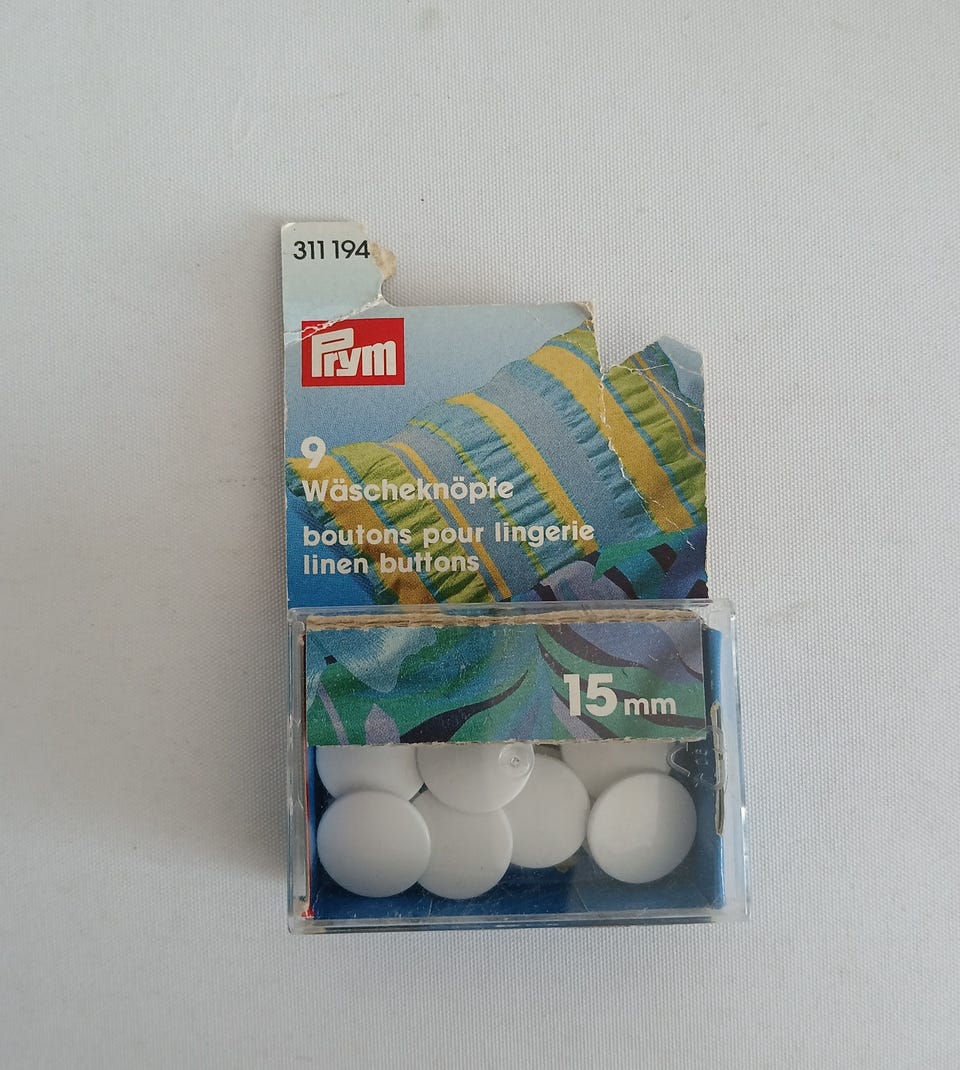 311 194
Prym
9
Wäscheknöpfe
boutons pour lingerie
linen buttons
15 mm